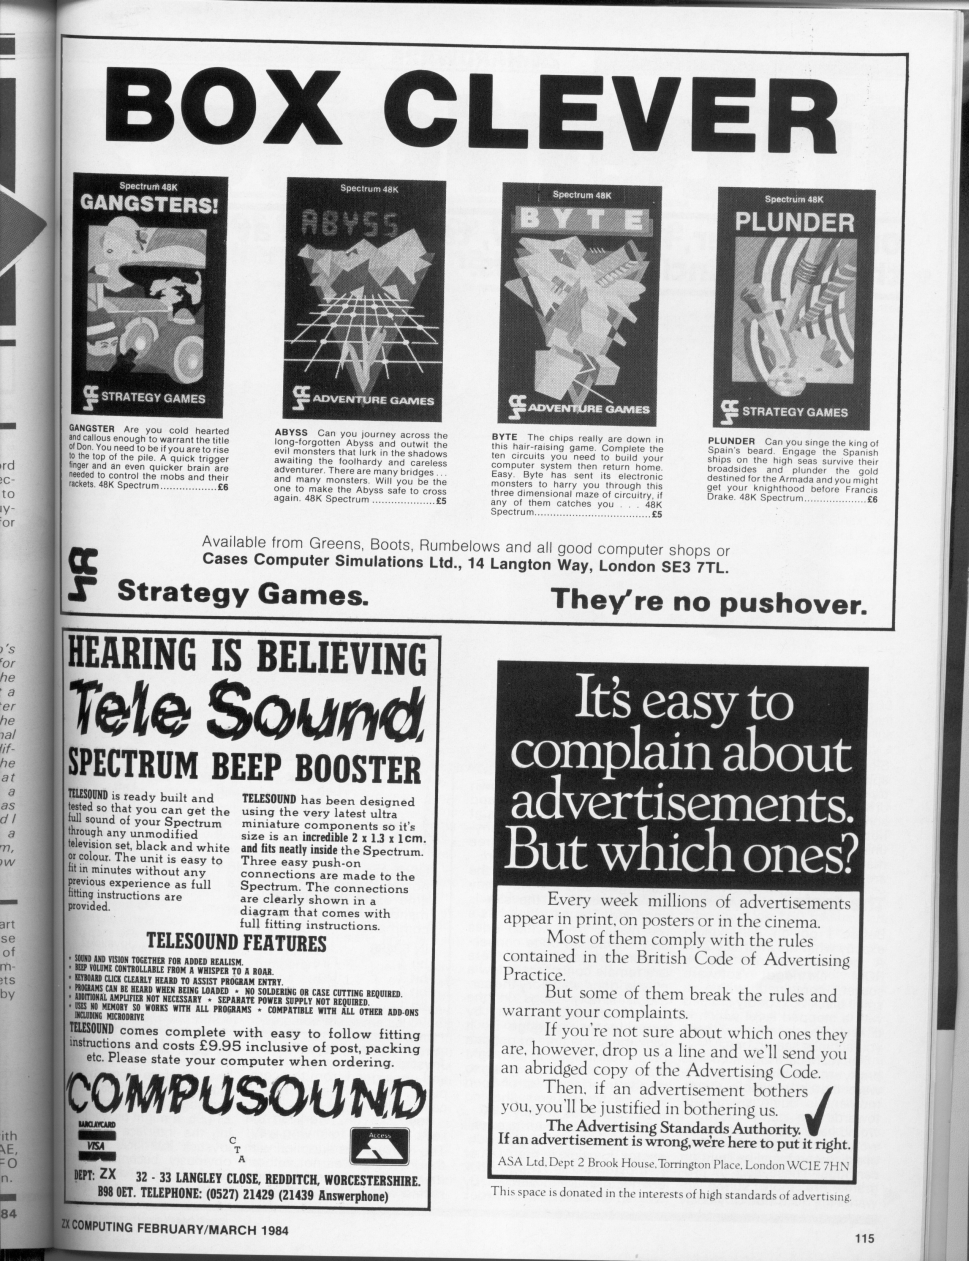 BOX CLEVER
Spectrum 48K
GANGSTERS!
STRATEGY GAMES
GANGSTER Are you cold hearted
and callous enough to warrant the title
of Don. You need to be if you are to rise
to the top of the pile. A quick trigger
finger and an even quicker brain are
needed to control the mobs and their
rackets. 48K Spectrum..................£6
Spectrum 48K
ABYSS
ADVENTURE GAMES
ABYSS Can you journey across the
long-forgotten Abyss and outwit the
evil monsters that lurk in the shadows
awaiting the foolhardy and careless
adventurer. There are many bridges . . .
and many monsters. Will you be the
one to make the Abyss safe to cross
again. 48K Spectrum ...................£5
Spectrum 48K
BYTE
ADVENTURE GAMES
BYTE The chips really are down in
this hair-raising game. Complete the
ten circuits you need to build your
computer system then return home.
Easy. Byte has sent its electronic
monsters to harry you through this
three dimensional maze of circuitry, if
any of them catches you . . . 48K
Spectrum...................................£5
Spectrum 48K
PLUNDER
STRATEGY GAMES
PLUNDER Can you singe the king of
Spain's beard. Engage the Spanish
ships on the high seas survive their
broadsides and plunder the gold
destined for the Armada and you might
get your knighthood before Francis
Drake. 48K Spectrum...................£6
Available from Greens, Boots, Rumbelows and all good computer shops or
Cases Computer Simulations Ltd., 14 Langton Way, London SE3 7TL.
Strategy Games. They're no pushover.
HEARING IS BELIEVING
Tele Sound
SPECTRUM BEEP BOOSTER
TELESOUND is ready built and
tested so that you can get the
full sound of your Spectrum
through any unmodified
television set, black and white
or colour. The unit is easy to
fit in minutes without any
previous experience as full
fitting instructions are
provided.
TELESOUND has been designed
using the very latest ultra
miniature components so it's
size is an incredible 2 x 1.3 x 1cm.
and fits neatly inside the Spectrum.
Three easy push-on
connections are made to the
Spectrum. The connections
are clearly shown in a
diagram that comes with
full fitting instructions.
TELESOUND FEATURES
* SOUND AND VISION TOGETHER FOR ADDED REALISM.
* BEEP VOLUME CONTROLLABLE FROM A WHISPER TO A ROAR.
* KEYBOARD CLICK CLEARLY HEARD TO ASSIST PROGRAM ENTRY.
* PROGRAMS CAN BE HEARD WHEN BEING LOADED * NO SOLDERING OR CASE CUTTING REQUIRED.
* ADDITIONAL AMPLIFIER NOT NECESSARY * SEPARATE POWER SUPPLY NOT REQUIRED.
* USES NO MEMORY SO WORKS WITH ALL PROGRAMS * COMPATIBLE WITH ALL OTHER ADD-ONS
INCLUDING MICRODRIVE
TELESOUND comes complete with easy to follow fitting
instructions and costs £9.95 inclusive of post, packing
etc. Please state your computer when ordering.
COMPUSOUND
BARCLAYCARD
VISA
C
T
A
Access
DEPT: ZX 32 - 33 LANGLEY CLOSE, REDDITCH, WORCESTERSHIRE.
B98 0ET. TELEPHONE: (0527) 21429 (21439 Answerphone)
It's easy to
complain about
advertisements.
But which ones?
Every week millions of advertisements
appear in print, on posters or in the cinema.
Most of them comply with the rules
contained in the British Code of Advertising
Practice.
But some of them break the rules and
warrant your complaints.
If you're not sure about which ones they
are, however, drop us a line and we'll send you
an abridged copy of the Advertising Code.
Then, if an advertisement bothers
you, you'll be justified in bothering us.
The Advertising Standards Authority.
If an advertisement is wrong, we're here to put it right.
ASA Ltd, Dept 2 Brook House, Torrington Place, London WC1E 7HN
This space is donated in the interests of high standards of advertising.
ZX COMPUTING FEBRUARY/MARCH 1984
115